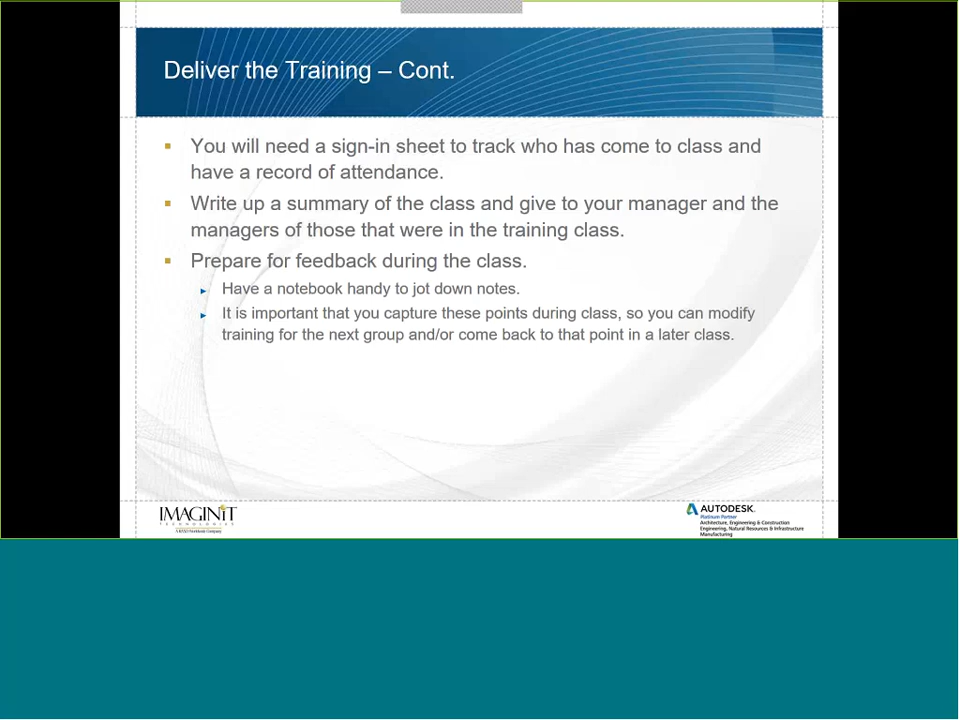 Deliver the Training – Cont.
You will need a sign-in sheet to track who has come to class and
have a record of attendance.
Write up a summary of the class and give to your manager and the
managers of those that were in the training class.
Prepare for feedback during the class.
Have a notebook handy to jot down notes.
It is important that you capture these points during class, so you can modify
training for the next group and/or come back to that point in a later class.
IMAGINiT
TECHNOLOGIES
A RAND Worldwide Company
AUTODESK.
Platinum Partner
Architecture, Engineering & Construction
Engineering, Natural Resources & Infrastructure
Manufacturing